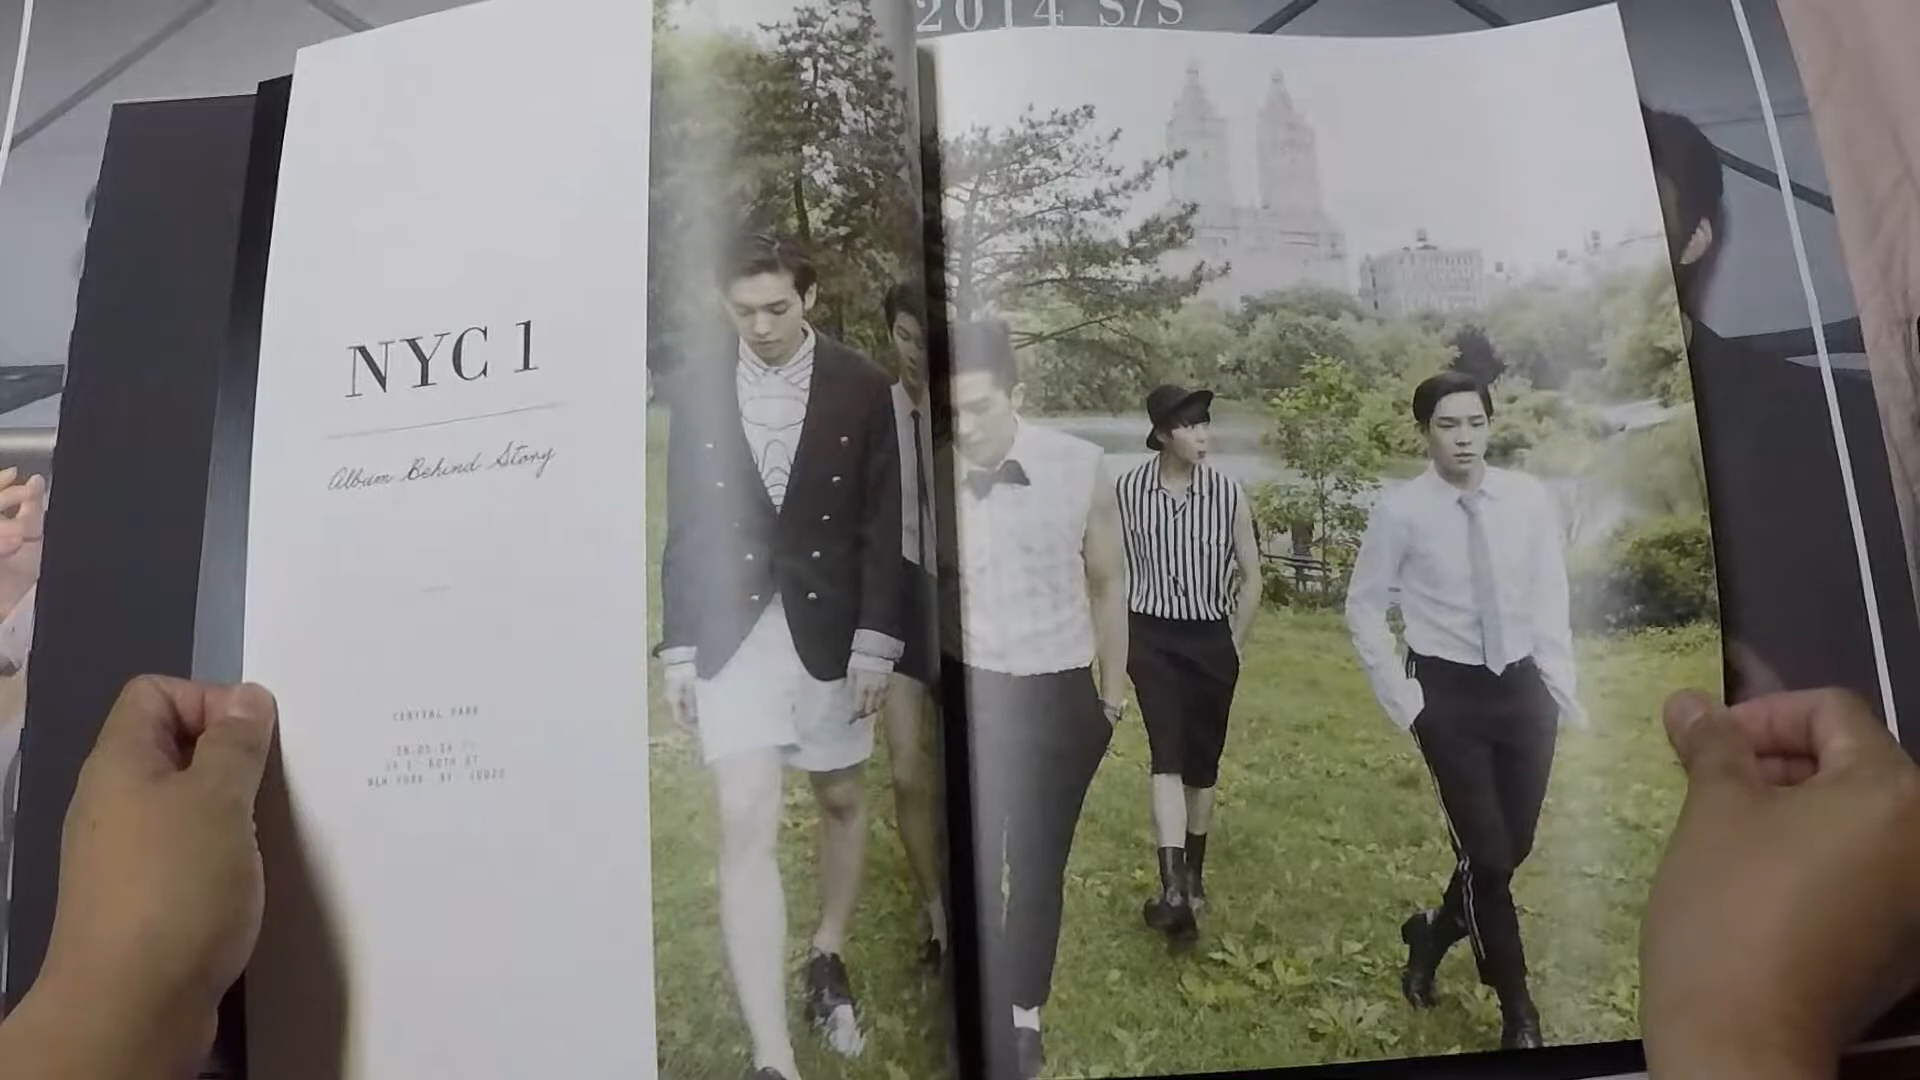 2014 S/S
NYC 1
Album Behind Story
CENTRAL PARK
NEW YORK, NY